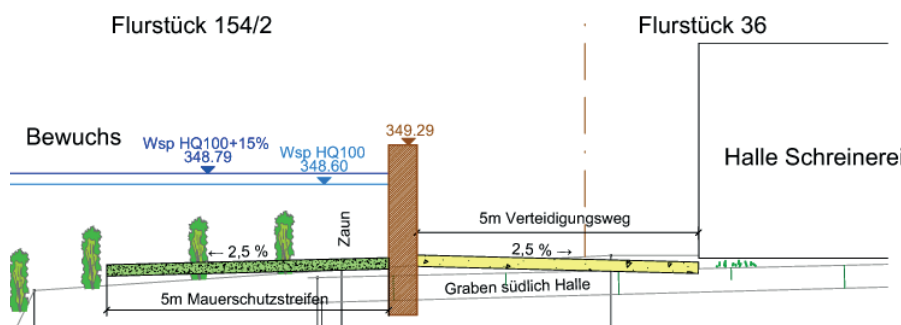 Flurstück 154/2
Flurstück 36
349.29
Bewuchs
Wsp HQ100+15%
348.79
Wsp HQ100
348.60
Halle Schreinerei
5m Verteidigungsweg
Zaun
← 2,5 %
2,5 % →
5m Mauerschutzstreifen
Graben südlich Halle